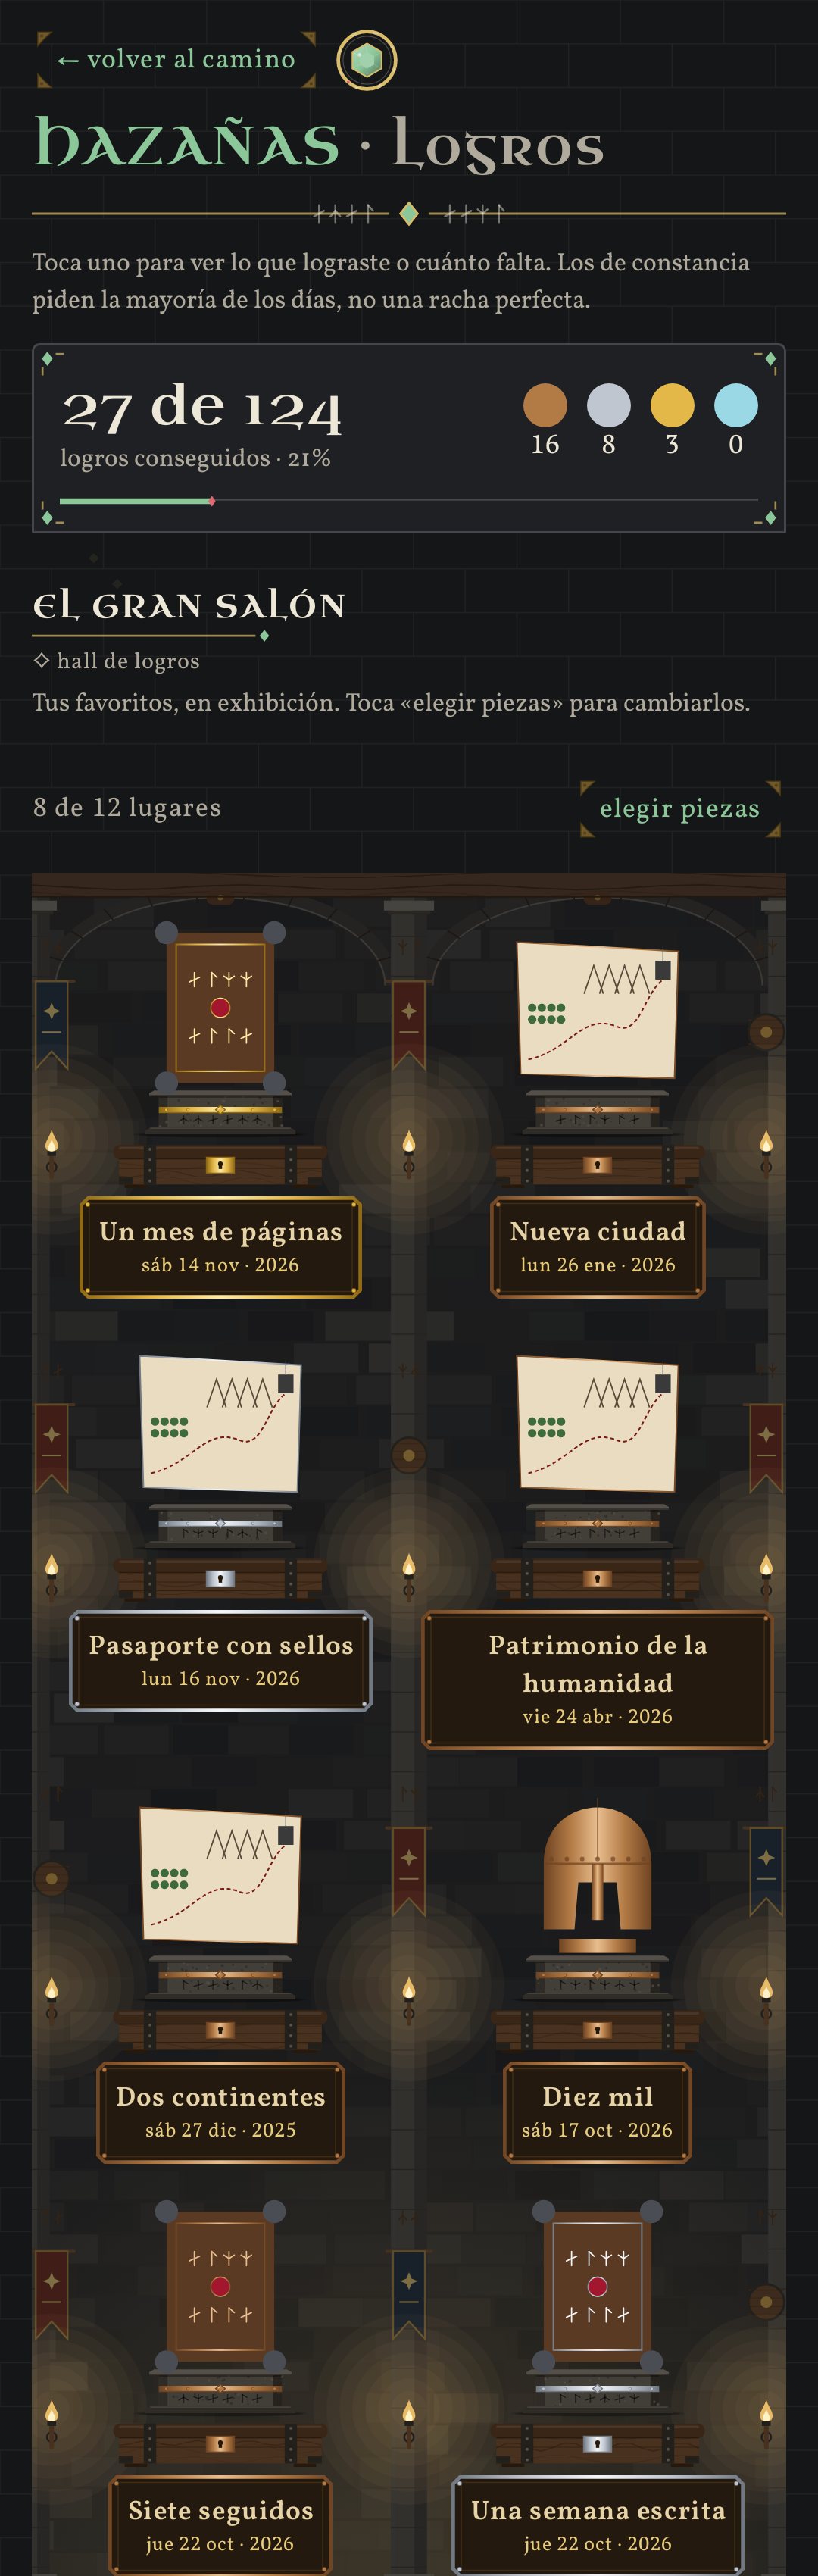 ← volver al camino
HAZAÑAS · Logros
Toca uno para ver lo que lograste o cuánto falta. Los de constancia
piden la mayoría de los días, no una racha perfecta.
27 de 124
logros conseguidos · 21%
16 8 3 0
El GRAN SALÓN
hall de logros
Tus favoritos, en exhibición. Toca «elegir piezas» para cambiarlos.
8 de 12 lugares
elegir piezas
Un mes de páginas
sáb 14 nov · 2026
Nueva ciudad
lun 26 ene · 2026
Pasaporte con sellos
lun 16 nov · 2026
Patrimonio de la
humanidad
vie 24 abr · 2026
Dos continentes
sáb 27 dic · 2025
Diez mil
sáb 17 oct · 2026
Siete seguidos
jue 22 oct · 2026
Una semana escrita
jue 22 oct · 2026